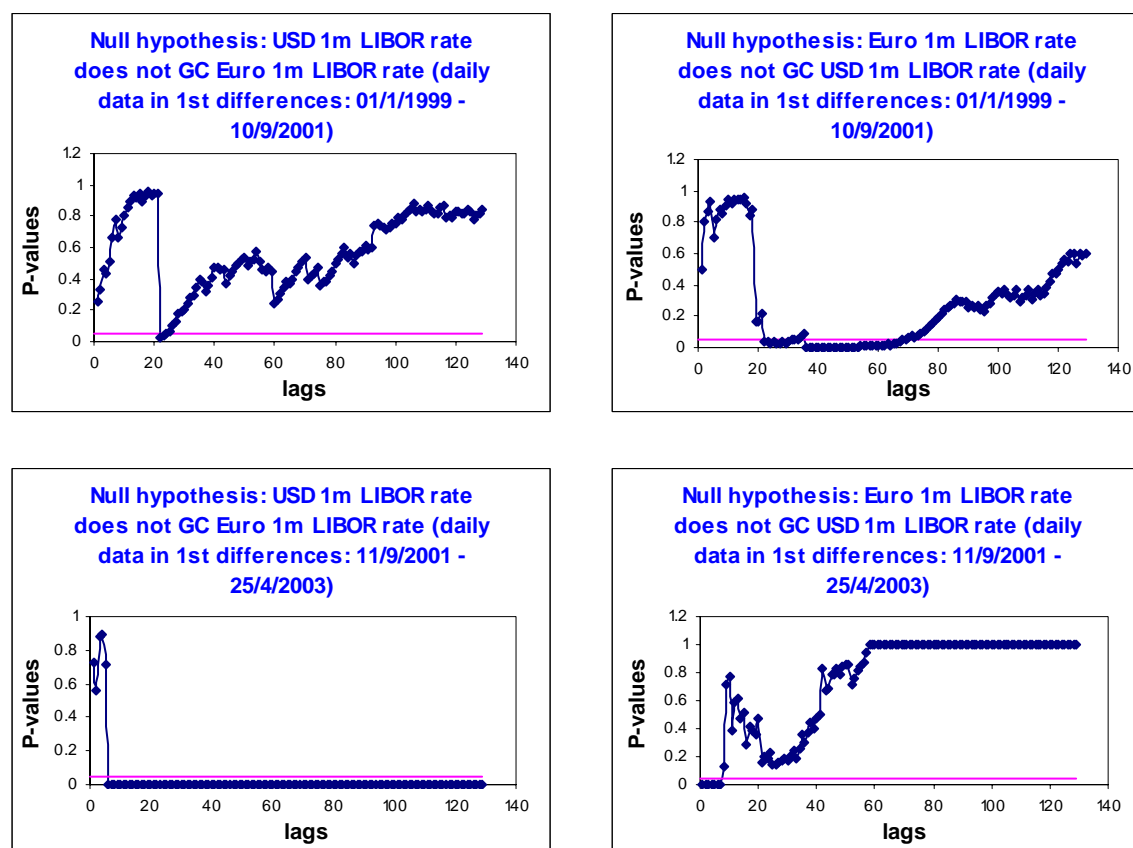 Null hypothesis: USD 1m LIBOR rate
does not GC Euro 1m LIBOR rate (daily
data in 1st differences: 01/1/1999 -
10/9/2001)
P-values
1.2
1
0.8
0.6
0.4
0.2
0
0 20 40 60 80 100 120 140
lags
Null hypothesis: Euro 1m LIBOR rate
does not GC USD 1m LIBOR rate (daily
data in 1st differences: 01/1/1999 -
10/9/2001)
P-values
1.2
1
0.8
0.6
0.4
0.2
0
0 20 40 60 80 100 120 140
lags
Null hypothesis: USD 1m LIBOR rate
does not GC Euro 1m LIBOR rate (daily
data in 1st differences: 11/9/2001 -
25/4/2003)
P-values
1
0.8
0.6
0.4
0.2
0
0 20 40 60 80 100 120 140
lags
Null hypothesis: Euro 1m LIBOR rate
does not GC USD 1m LIBOR rate (daily
data in 1st differences: 11/9/2001 -
25/4/2003)
P-values
1.2
1
0.8
0.6
0.4
0.2
0
0 20 40 60 80 100 120 140
lags